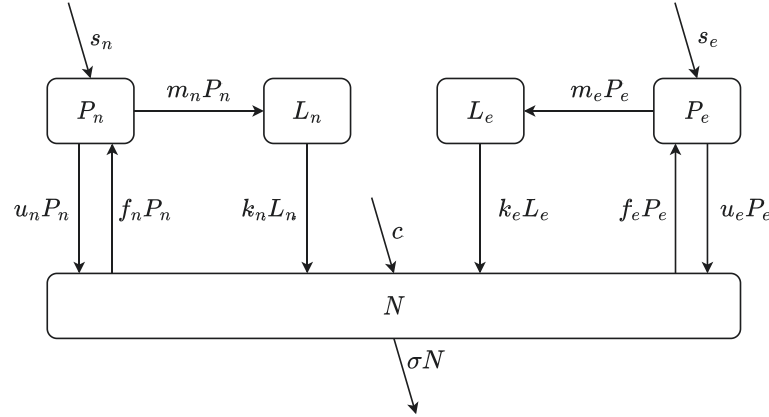 s_n s_e
m_nP_n m_eP_e
P_n L_n L_e P_e
u_nP_n f_nP_n k_nL_n c k_eL_e f_eP_e u_eP_e
N
σN